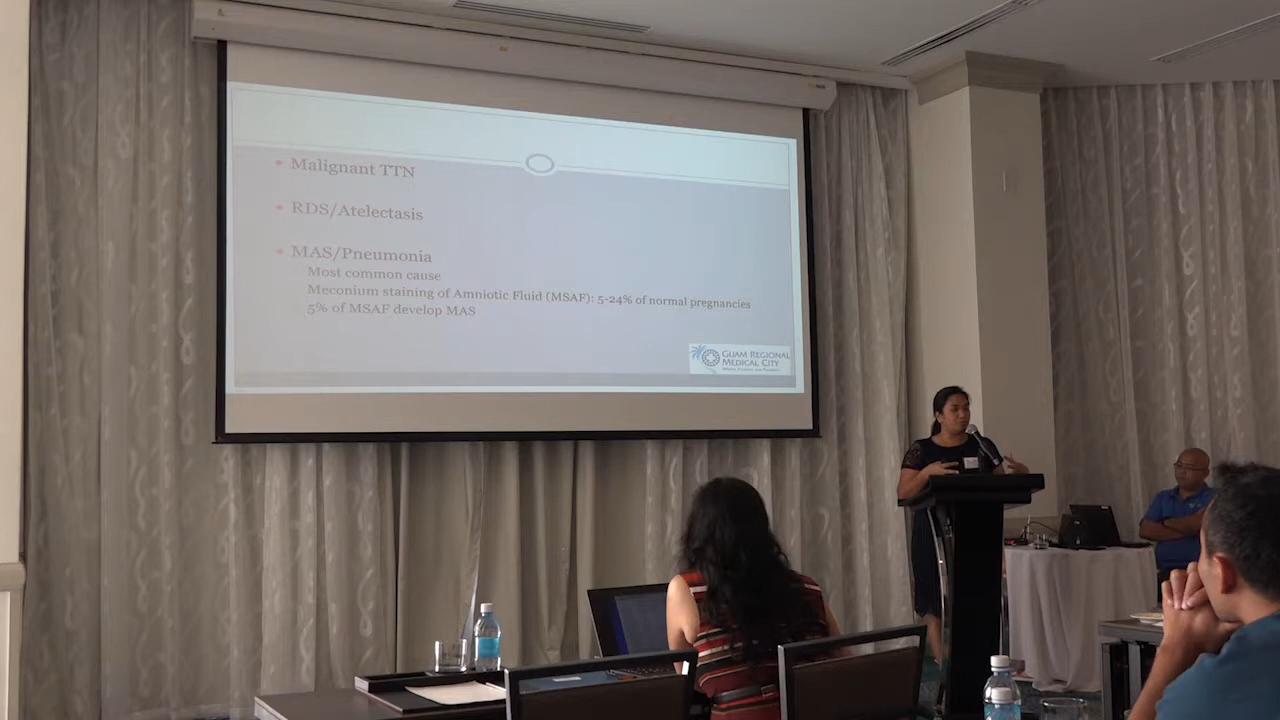 Malignant TTN
RDS/Atelectasis
MAS/Pneumonia
Most common cause
Meconium staining of Amniotic Fluid (MSAF): 5-24% of normal pregnancies
5% of MSAF develop MAS
GUAM REGIONAL
MEDICAL CITY